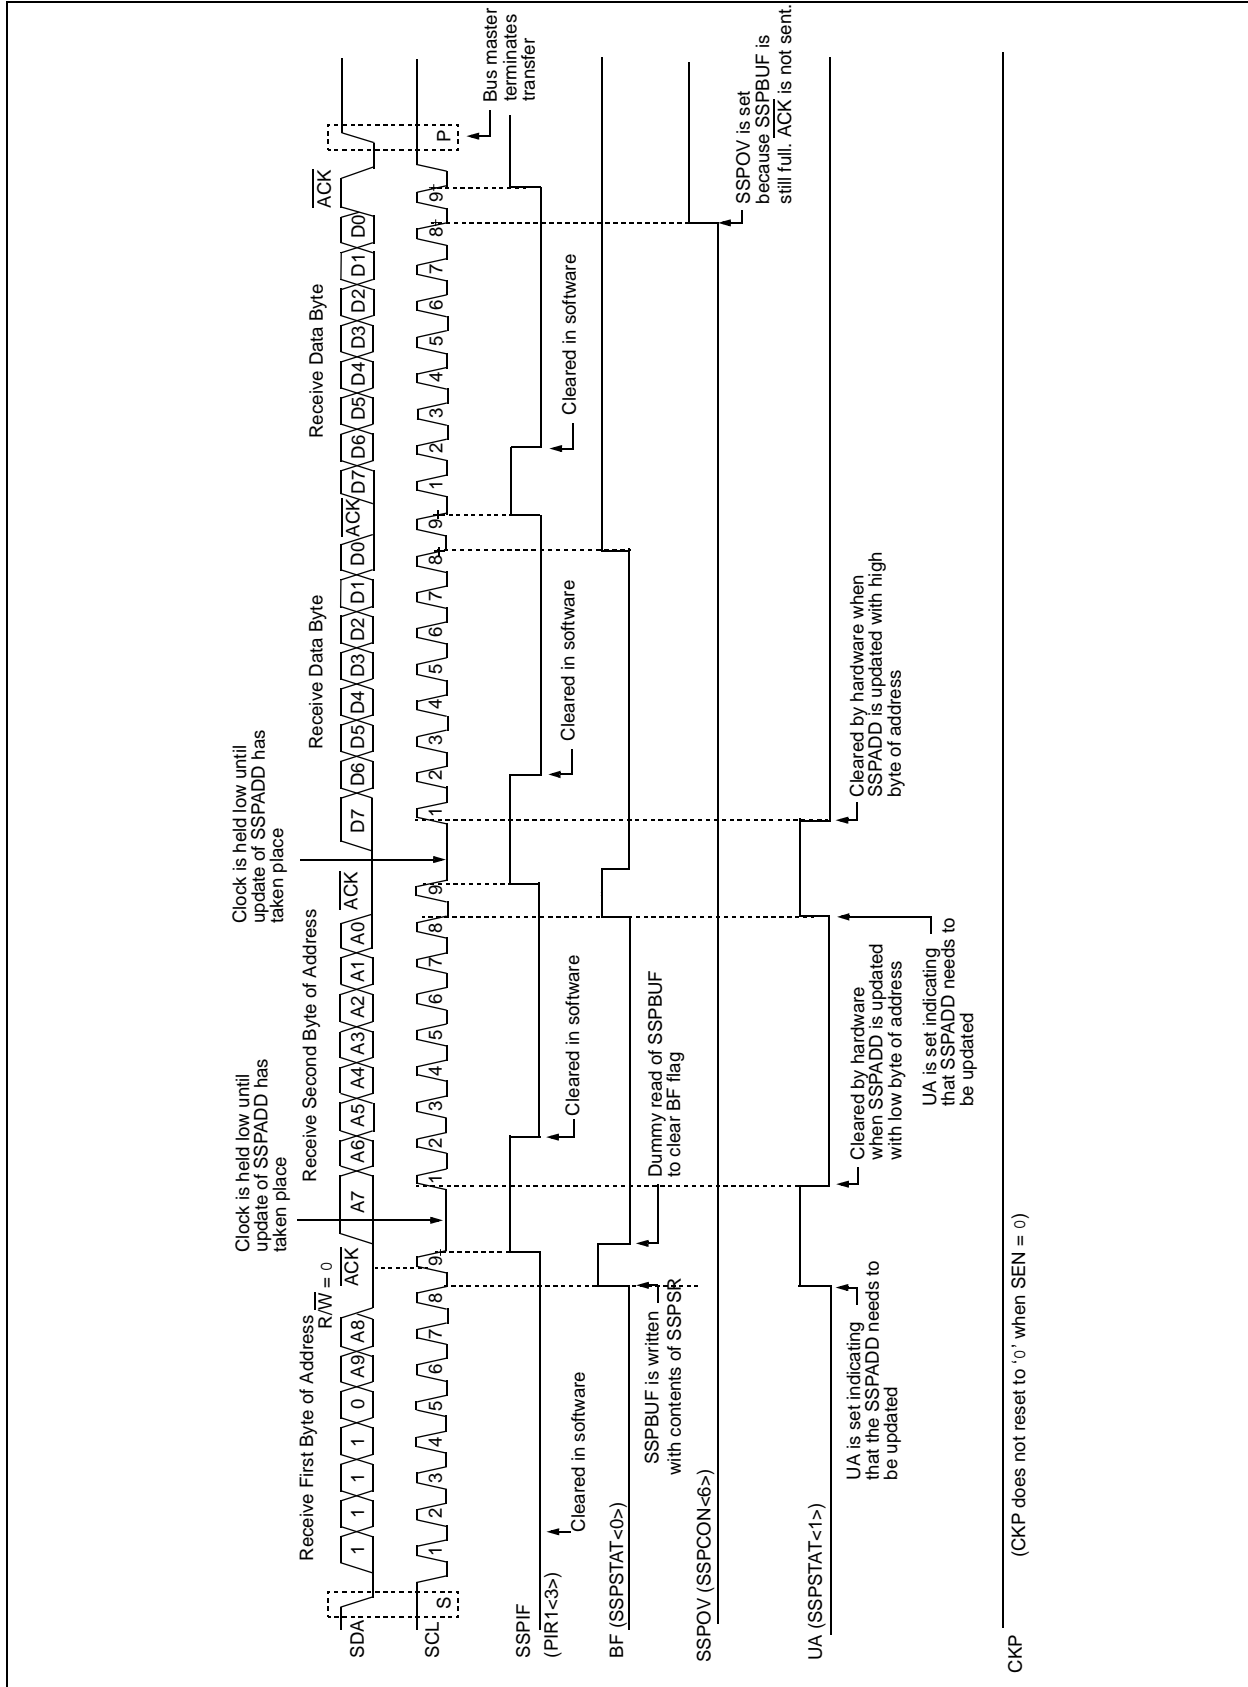 Clock is held low until
update of SSPADD has
taken place
Clock is held low until
update of SSPADD has
taken place
Receive First Byte of Address
R/W = 0
Receive Second Byte of Address
Receive Data Byte
Receive Data Byte
ACK
SDA
1 1 1 1 0 A9 A8 ACK A7 A6 A5 A4 A3 A2 A1 A0 ACK D7 D6 D5 D4 D3 D2 D1 D0 ACK D7 D6 D5 D4 D3 D2 D1 D0
SCL
S 1 2 3 4 5 6 7 8 9 1 2 3 4 5 6 7 8 9 1 2 3 4 5 6 7 8 9 1 2 3 4 5 6 7 8 9 P
Bus master
terminates
transfer
SSPIF
(PIR1<3>)
Cleared in software
Cleared in software
Cleared in software
Cleared in software
BF (SSPSTAT<0>)
SSPBUF is written
with contents of SSPSR
Dummy read of SSPBUF
to clear BF flag
SSPOV (SSPCON<6>)
SSPOV is set
because SSPBUF is
still full. ACK is not sent.
UA (SSPSTAT<1>)
UA is set indicating
that the SSPADD needs to
be updated
Cleared by hardware
when SSPADD is updated
with low byte of address
UA is set indicating
that SSPADD needs to
be updated
Cleared by hardware when
SSPADD is updated with high
byte of address
CKP
(CKP does not reset to ‘0’ when SEN = 0)